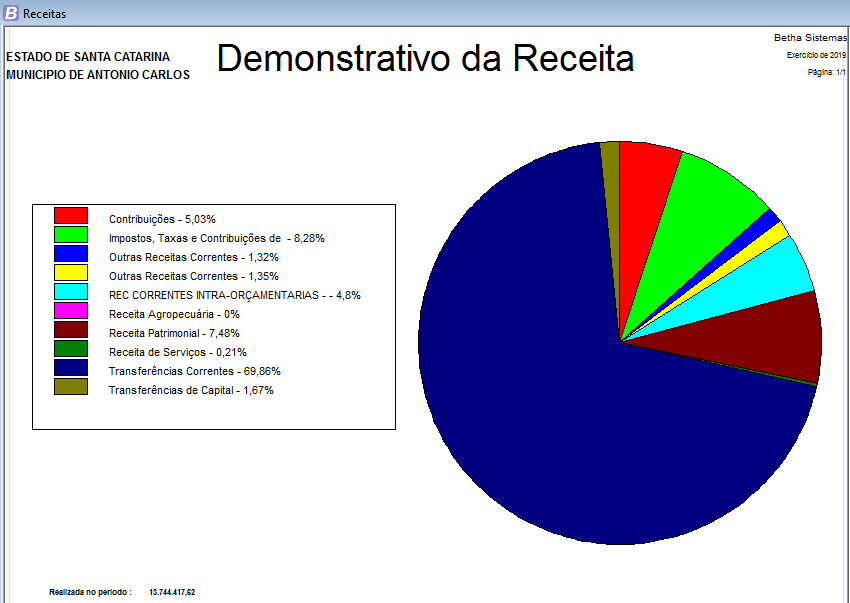 B Receitas
Betha Sistemas
ESTADO DE SANTA CATARINA
MUNICIPIO DE ANTONIO CARLOS
Demonstrativo da Receita
Exercício de 2019
Página: 1/1
Contribuições - 5,03%
Impostos, Taxas e Contribuições de - 8,28%
Outras Receitas Correntes - 1,32%
Outras Receitas Correntes - 1,35%
REC CORRENTES INTRA-ORÇAMENTARIAS - - 4,8%
Receita Agropecuária - 0%
Receita Patrimonial - 7,48%
Receita de Serviços - 0,21%
Transferências Correntes - 69,86%
Transferências de Capital - 1,67%
Realizada no período : 13.744.417,62